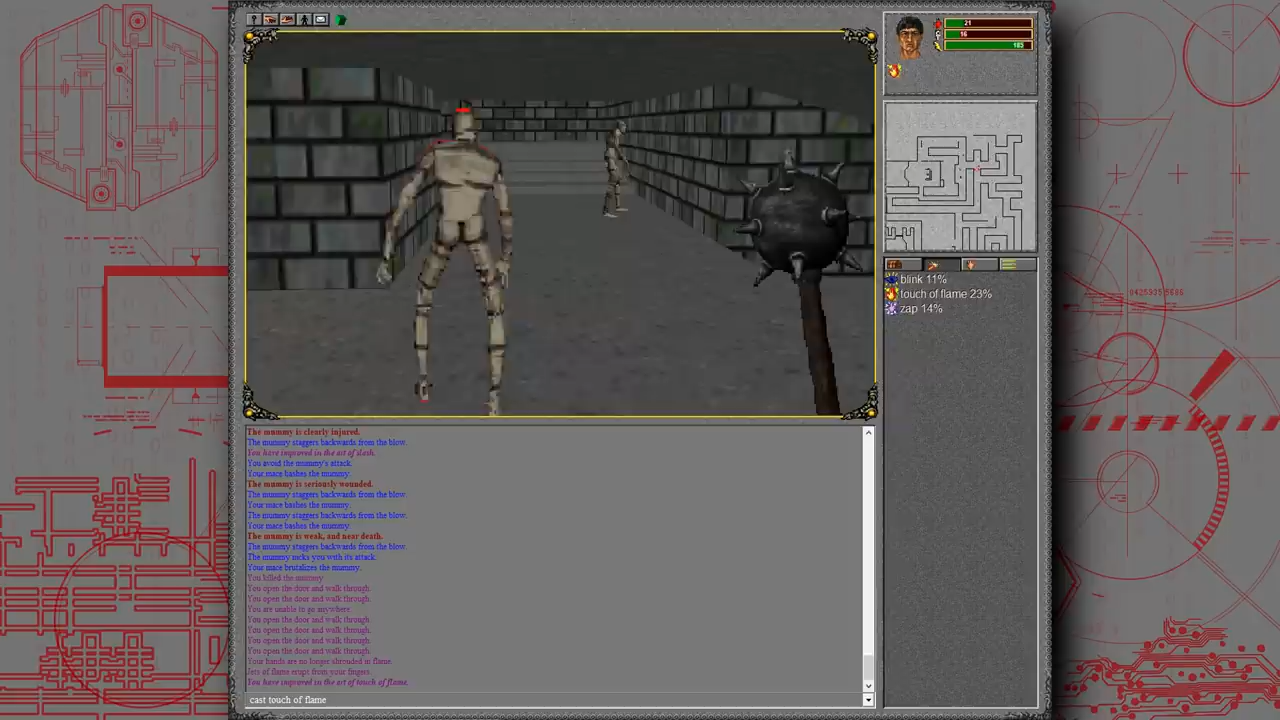 21
16
185
blink 11%
touch of flame 23%
zap 14%
0425935 5686
The mummy is clearly injured.
The mummy staggers backwards from the blow.
You have improved in the art of slash.
You avoid the mummy's attack.
Your mace bashes the mummy.
The mummy is seriously wounded.
The mummy staggers backwards from the blow.
Your mace bashes the mummy.
The mummy staggers backwards from the blow.
Your mace bashes the mummy.
The mummy is weak, and near death.
The mummy staggers backwards from the blow.
The mummy nicks you with its attack.
Your mace brutalizes the mummy.
You killed the mummy
You open the door and walk through.
You open the door and walk through.
You are unable to go anywhere.
You open the door and walk through.
You open the door and walk through.
You open the door and walk through.
You open the door and walk through.
Your hands are no longer shrouded in flame.
Jets of flame erupt from your fingers.
You have improved in the art of touch of flame.
cast touch of flame